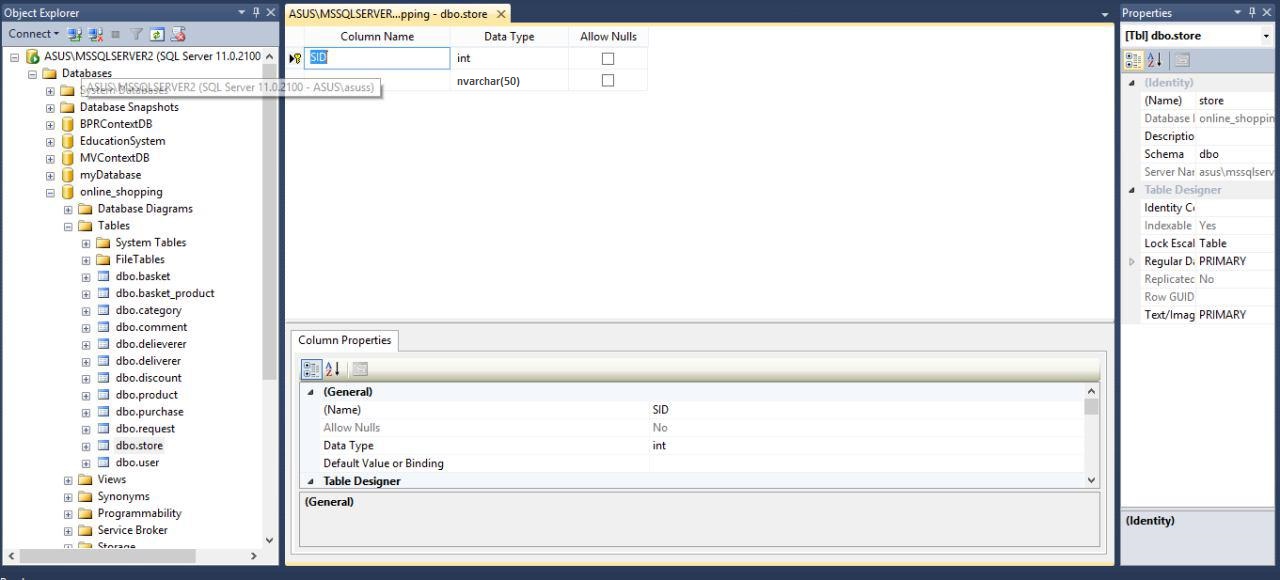 Object Explorer
Connect
ASUS\MSSQLSERVER2 (SQL Server 11.0.2100
Databases
System Databases
ASUS\MSSQLSERVER2 (SQL Server 11.0.2100 - ASUS\asuss)
Database Snapshots
BPRContextDB
EducationSystem
MVContextDB
myDatabase
online_shopping
Database Diagrams
Tables
System Tables
FileTables
dbo.basket
dbo.basket_product
dbo.category
dbo.comment
dbo.delieverer
dbo.deliverer
dbo.discount
dbo.product
dbo.purchase
dbo.request
dbo.store
dbo.user
Views
Synonyms
Programmability
Service Broker
Storage
ASUS\MSSQLSERVER...pping - dbo.store
Column Name Data Type Allow Nulls
SID int
nvarchar(50)
Column Properties
(General)
(Name) SID
Allow Nulls No
Data Type int
Default Value or Binding
Table Designer
(General)
Properties
[Tbl] dbo.store
(Identity)
(Name) store
Database online_shoppin
Descriptio
Schema dbo
Server Nar asus\mssqlserv
Table Designer
Identity Co
Indexable Yes
Lock Escal Table
Regular Da PRIMARY
Replicated No
Row GUID
Text/Imag PRIMARY
(Identity)